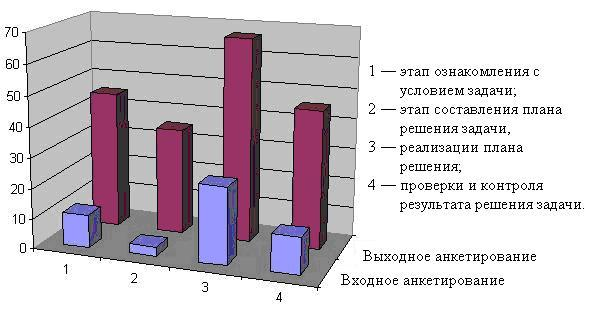 70
60
50
40
30
20
10
0
1
2
3
4
1 — этап ознакомления с
условием задачи;
2 — этап составления плана
решения задачи,
3 — реализации плана
решения;
4 — проверки и контроля
результата решения задачи.
Выходное анкетирование
Входное анкетирование